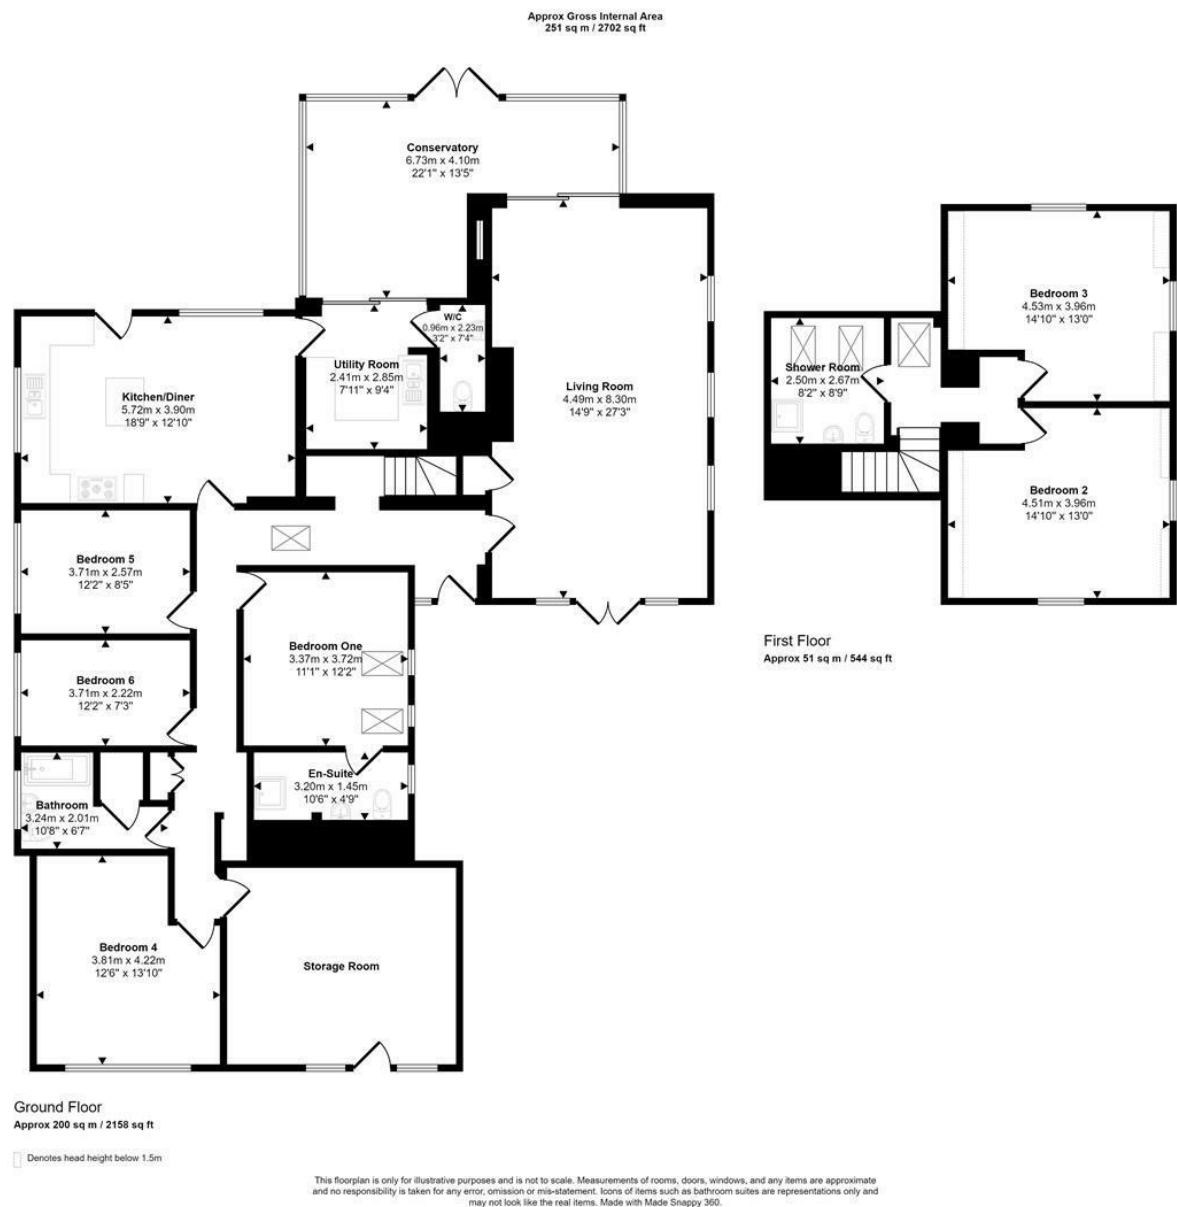 Approx Gross Internal Area
251 sq m / 2702 sq ft
Conservatory
6.73m x 4.10m
22'1" x 13'5"
W/C
0.96m x 2.23m
3'2" x 7'4"
Utility Room
2.41m x 2.85m
7'11" x 9'4"
Kitchen/Diner
5.72m x 3.90m
18'9" x 12'10"
Living Room
4.49m x 8.30m
14'9" x 27'3"
Bedroom 5
3.71m x 2.57m
12'2" x 8'5"
Bedroom One
3.37m x 3.72m
11'1" x 12'2"
Bedroom 6
3.71m x 2.22m
12'2" x 7'3"
En-Suite
3.20m x 1.45m
10'6" x 4'9"
Bathroom
3.24m x 2.01m
10'8" x 6'7"
Bedroom 4
3.81m x 4.22m
12'6" x 13'10"
Storage Room
Ground Floor
Approx 200 sq m / 2158 sq ft
Denotes head height below 1.5m
Bedroom 3
4.53m x 3.96m
14'10" x 13'0"
Shower Room
2.50m x 2.67m
8'2" x 8'9"
Bedroom 2
4.51m x 3.96m
14'10" x 13'0"
First Floor
Approx 51 sq m / 544 sq ft
This floorplan is only for illustrative purposes and is not to scale. Measurements of rooms, doors, windows, and any items are approximate
and no responsibility is taken for any error, omission or mis-statement. Icons of items such as bathroom suites are representations only and
may not look like the real items. Made with Made Snappy 360.